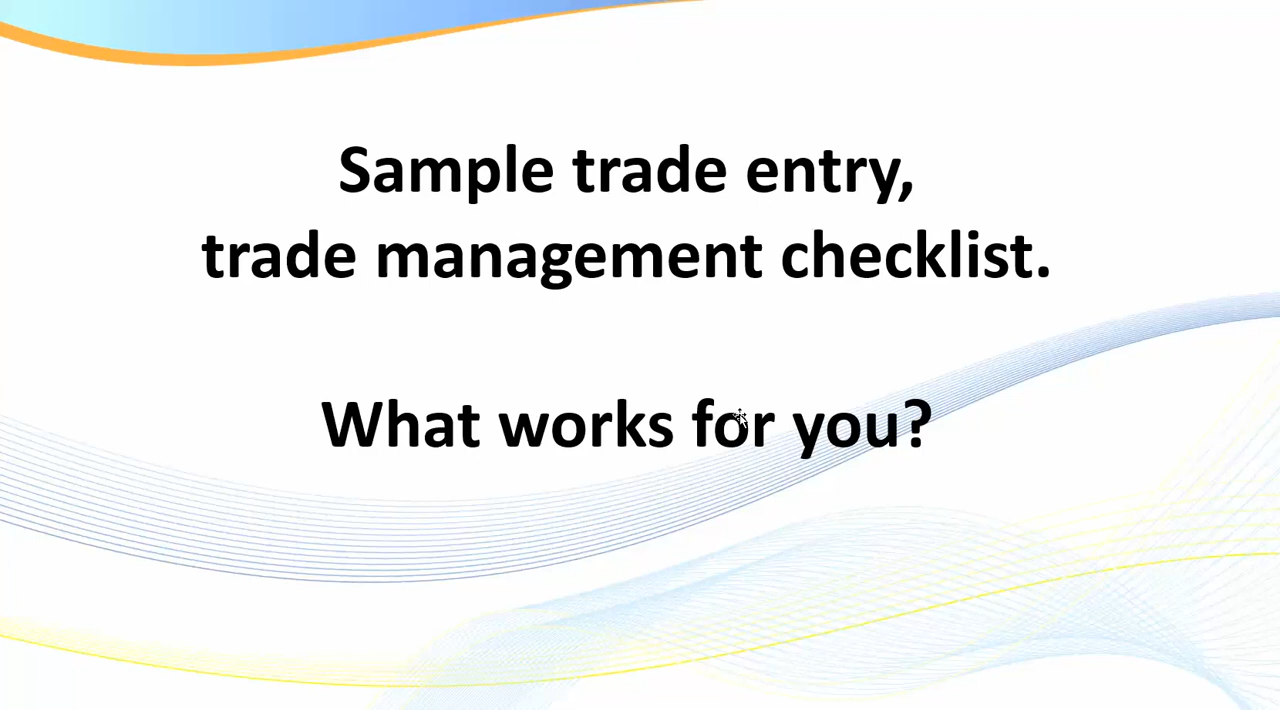 Sample trade entry,
trade management checklist.
What works for you?